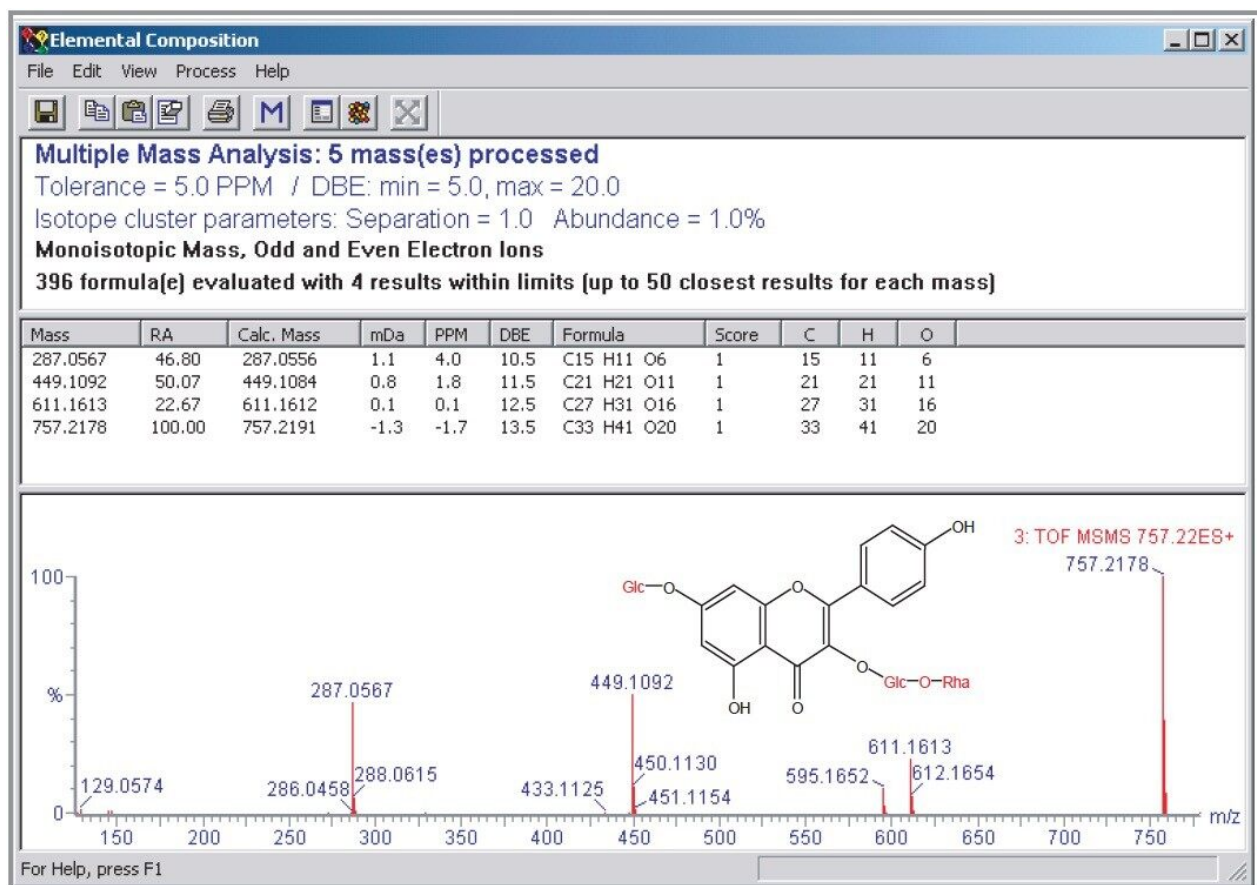 Elemental Composition
File Edit View Process Help
Multiple Mass Analysis: 5 mass(es) processed
Tolerance = 5.0 PPM / DBE: min = 5.0, max = 20.0
Isotope cluster parameters: Separation = 1.0 Abundance = 1.0%
Monoisotopic Mass, Odd and Even Electron Ions
396 formula(e) evaluated with 4 results within limits (up to 50 closest results for each mass)
Mass RA Calc. Mass mDa PPM DBE Formula Score C H O
287.0567 46.80 287.0556 1.1 4.0 10.5 C15 H11 O6 1 15 11 6
449.1092 50.07 449.1084 0.8 1.8 11.5 C21 H21 O11 1 21 21 11
611.1613 22.67 611.1612 0.1 0.1 12.5 C27 H31 O16 1 27 31 16
757.2178 100.00 757.2191 -1.3 -1.7 13.5 C33 H41 O20 1 33 41 20
3: TOF MSMS 757.22ES+
OH
757.2178
100
Glc-O
O
O
Glc-O-Rha
OH
O
%
287.0567
449.1092
611.1613
129.0574
286.0458
288.0615
433.1125
450.1130
451.1154
595.1652
612.1654
0
m/z
150 200 250 300 350 400 450 500 550 600 650 700 750
For Help, press F1